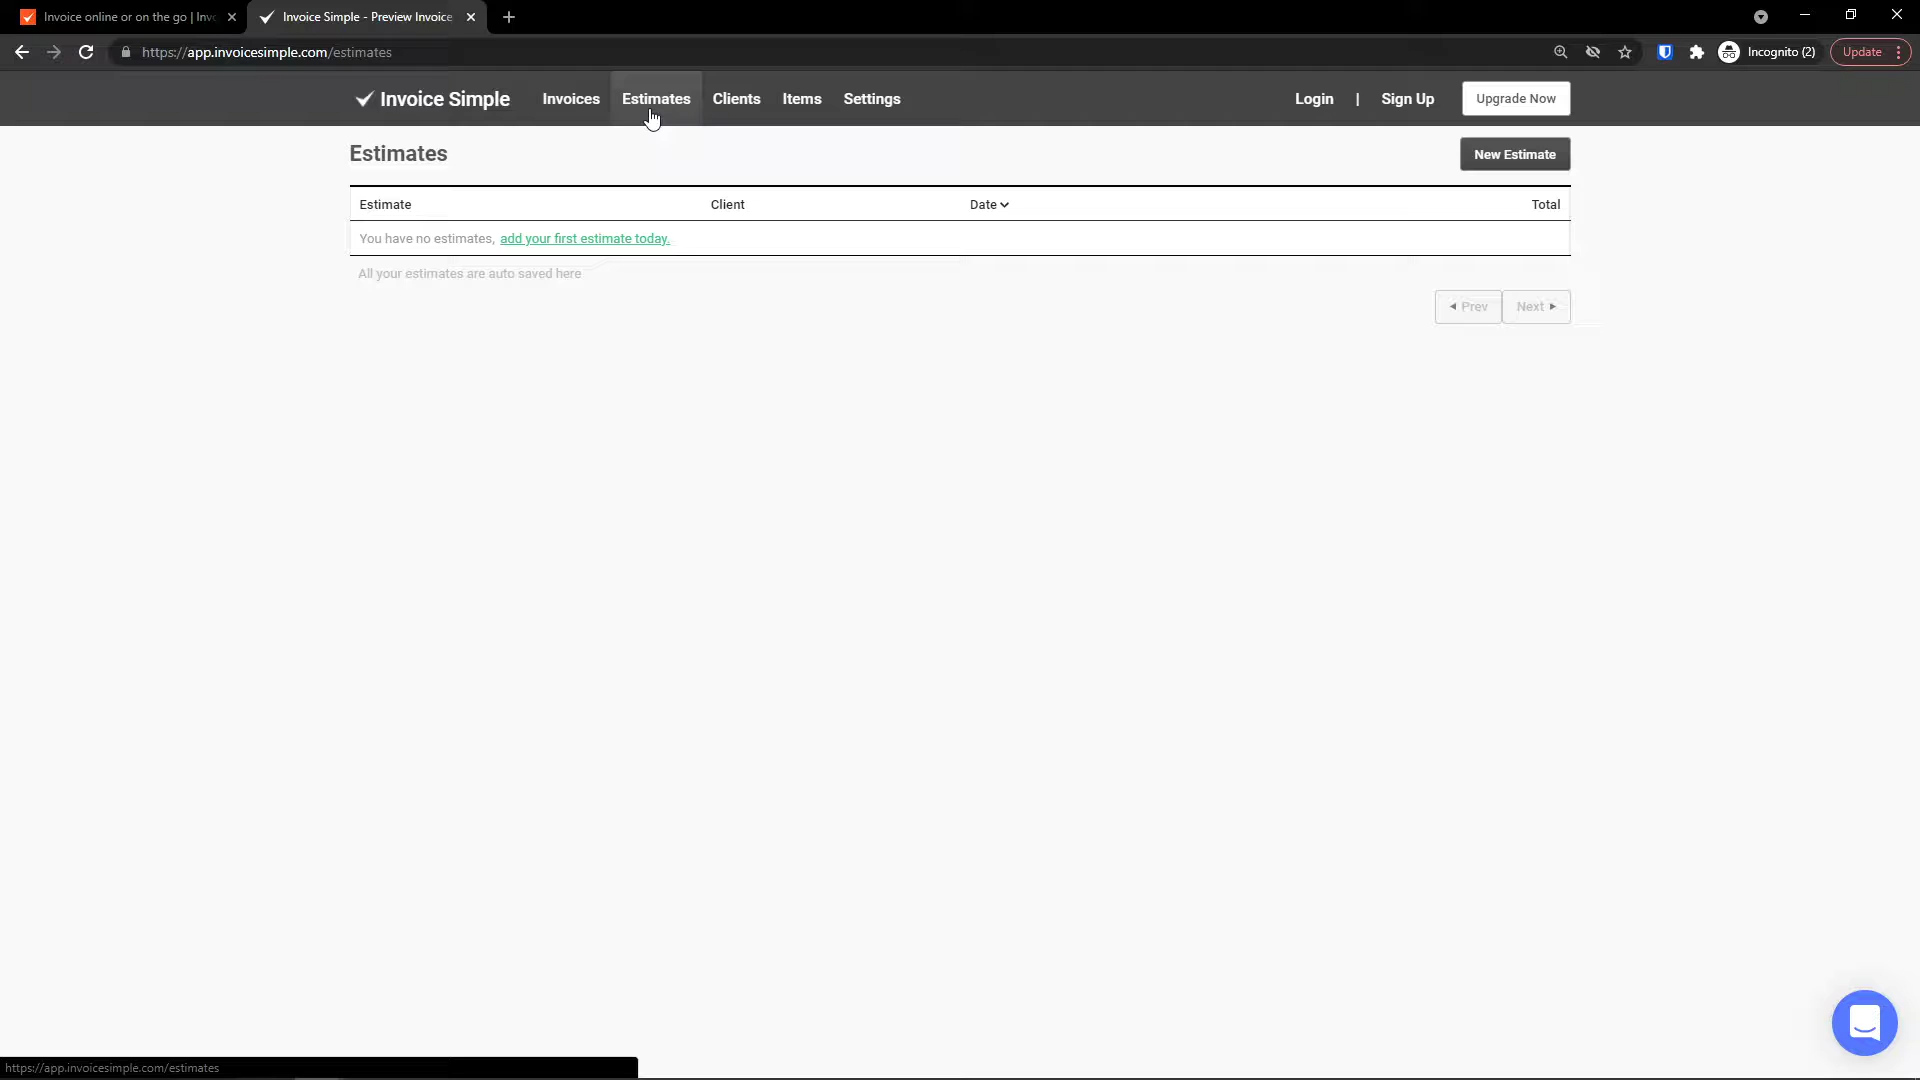 Invoice online or on the go | Inv
Invoice Simple - Preview Invoice
https://app.invoicesimple.com/estimates
Incognito (2)
Update
Invoice Simple
Invoices
Estimates
Clients
Items
Settings
Login
|
Sign Up
Upgrade Now
Estimates
New Estimate
Estimate
Client
Date
Total
You have no estimates, add your first estimate today.
All your estimates are auto saved here
Prev
Next
https://app.invoicesimple.com/estimates